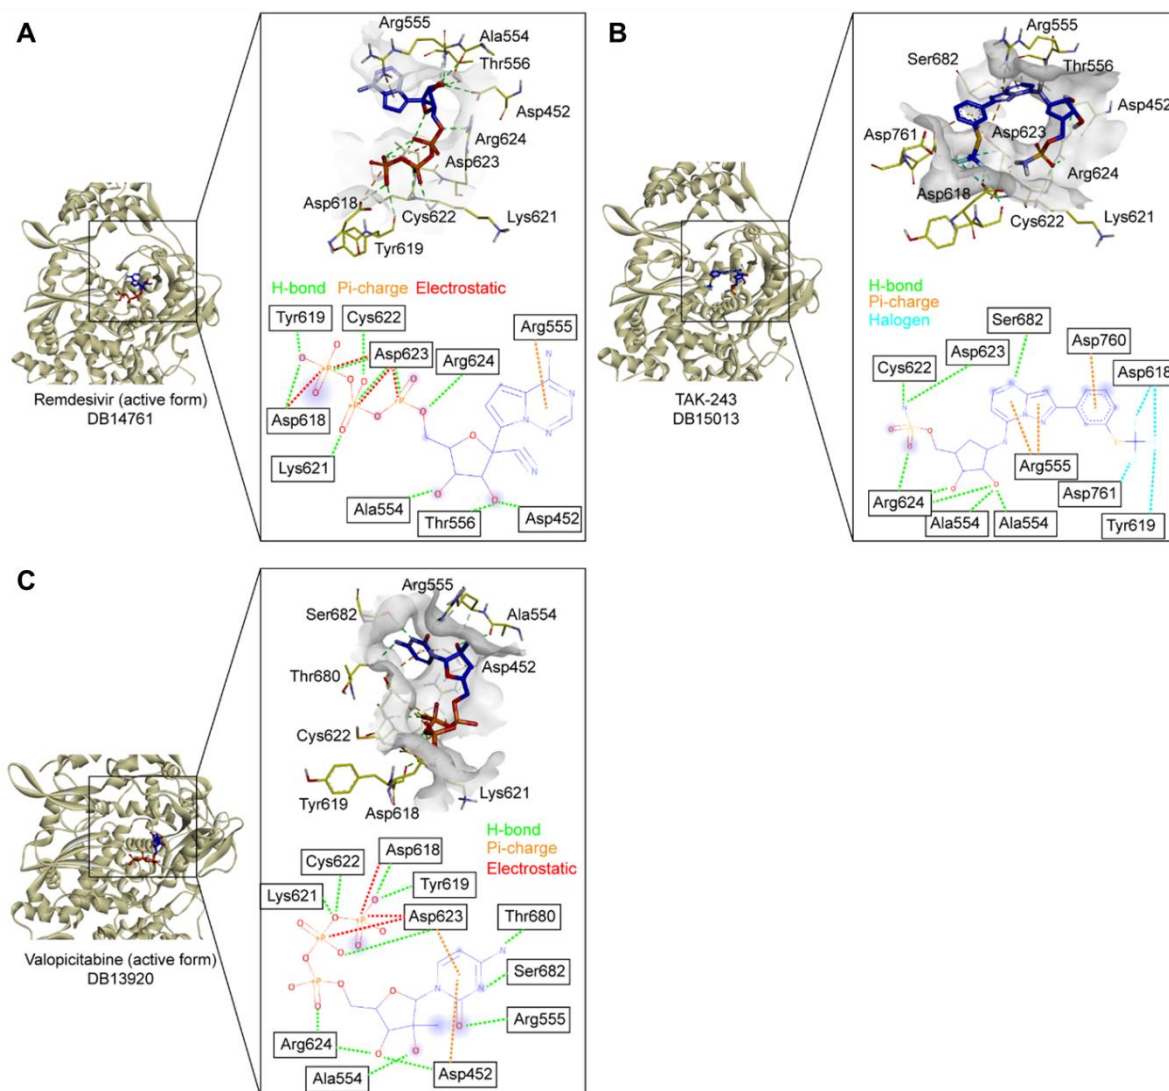 A
Arg555
Ala554
Thr556
Asp452
Arg624
Asp623
Asp618
Cys622
Lys621
Tyr619
H-bond Pi-charge Electrostatic
Tyr619
Cys622
Arg555
Asp623
Arg624
Asp618
Lys621
Ala554
Thr556
Asp452
Remdesivir (active form)
DB14761
B
Arg555
Ser682
Thr556
Asp452
Asp761
Asp623
Arg624
Asp618
Cys622
Lys621
H-bond
Pi-charge
Halogen
Ser682
Asp623
Asp760
Cys622
Asp618
Arg555
Arg624
Asp761
Ala554
Ala554
Tyr619
TAK-243
DB15013
C
Arg555
Ser682
Ala554
Thr680
Asp452
Cys622
Tyr619
Asp618
Lys621
H-bond
Pi-charge
Electrostatic
Cys622
Asp618
Lys621
Tyr619
Asp623
Thr680
Ser682
Arg555
Arg624
Ala554
Asp452
Valopicitabine (active form)
DB13920